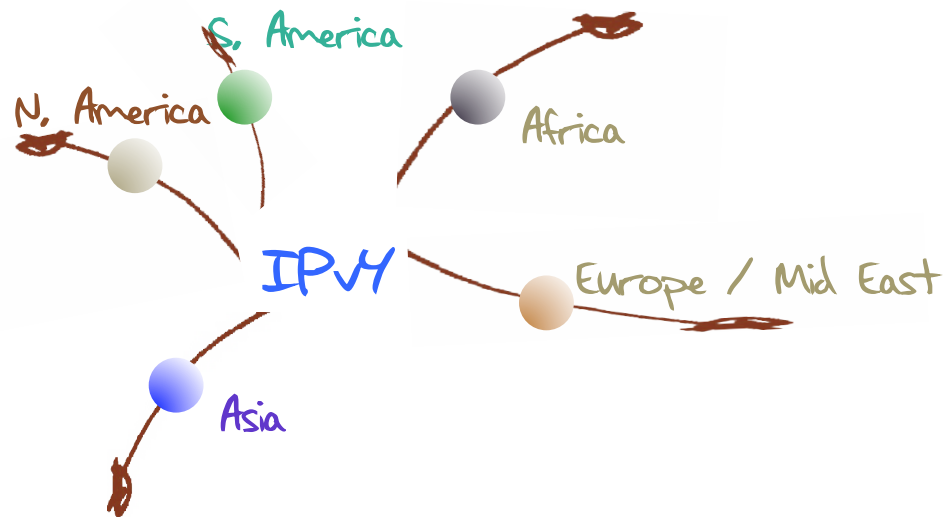 S. America
N. America
Africa
IPv4
Europe / Mid East
Asia